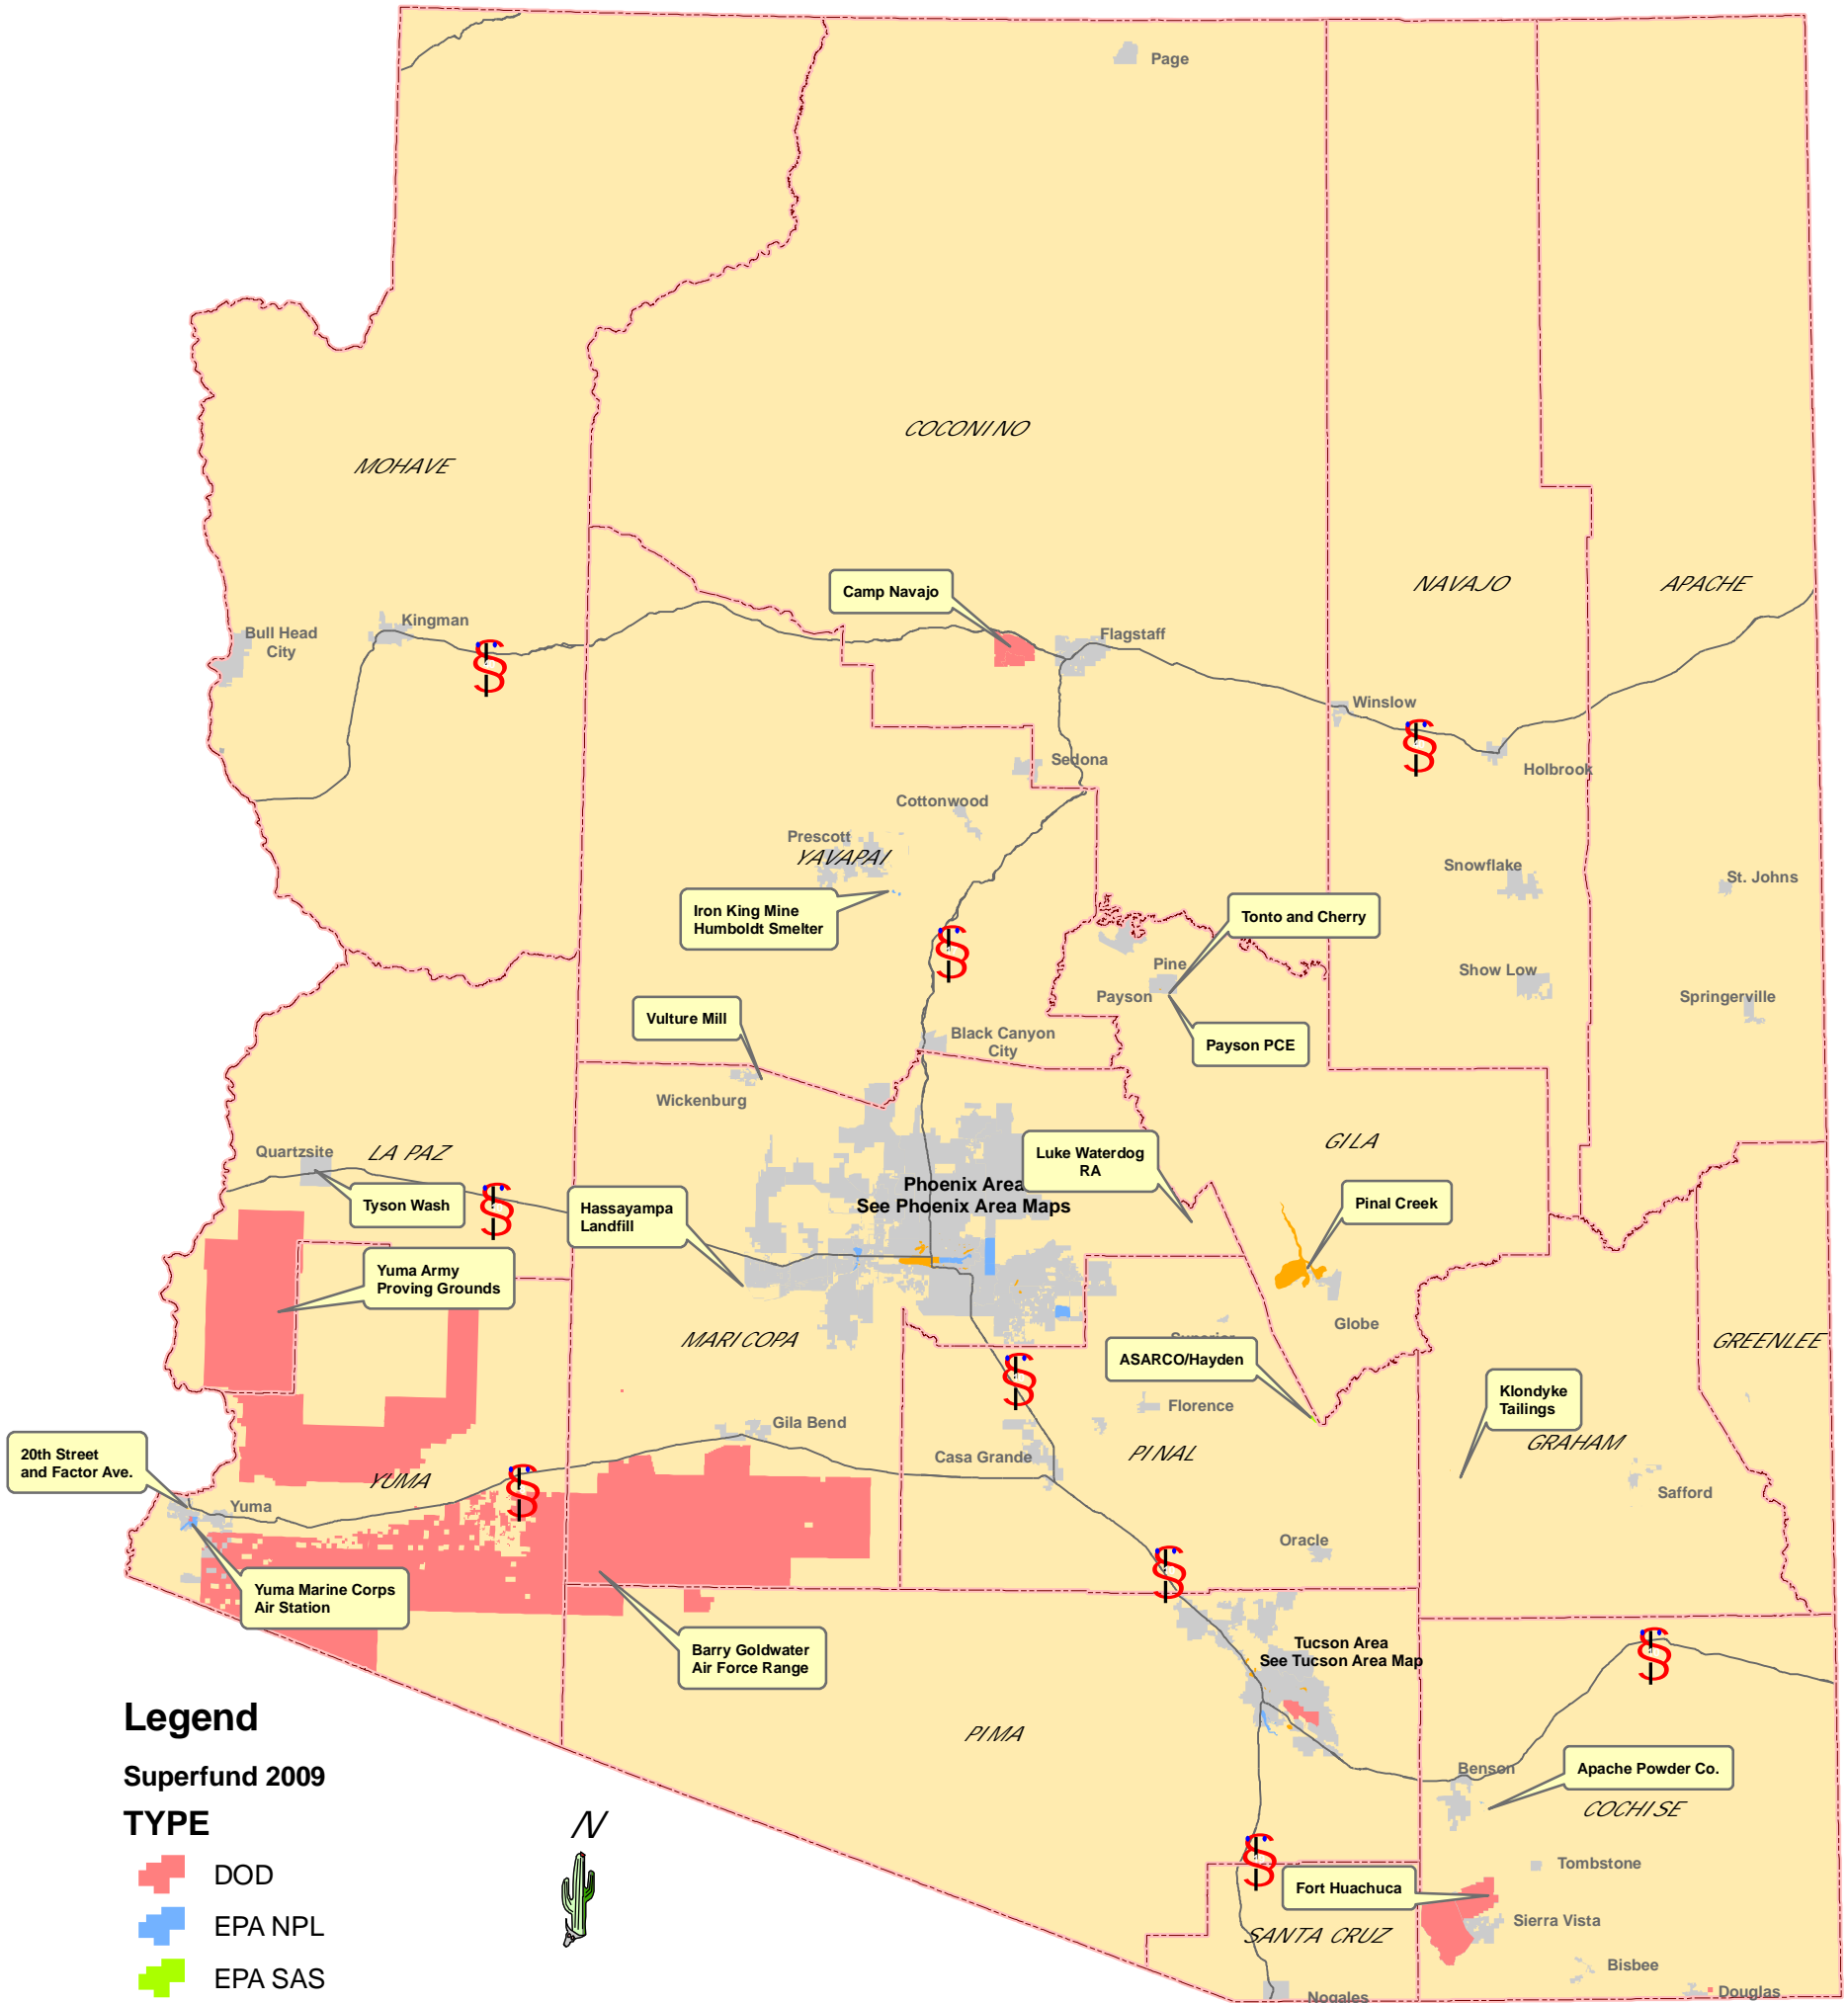 Page
COCONINO
MOHAVE
NAVAJO
APACHE
Camp Navajo
Kingman
Bull Head
City
Flagstaff
Winslow
Holbrook
Sedona
Cottonwood
Prescott
YAVAPAI
Snowflake
St. Johns
Iron King Mine
Humboldt Smelter
Tonto and Cherry
Pine
Payson
Show Low
Springerville
Vulture Mill
Black Canyon
City
Payson PCE
Wickenburg
Quartzsite
LA PAZ
GILA
Luke Waterdog
RA
Phoenix Area
See Phoenix Area Maps
Tyson Wash
Hassayampa
Landfill
Pinal Creek
Yuma Army
Proving Grounds
MARICOPA
Globe
GREENLEE
ASARCO/Hayden
Klondyke
Tailings
Florence
Gila Bend
GRAHAM
20th Street
and Factor Ave.
Casa Grande
PINAL
YUMA
Safford
Yuma
Oracle
Yuma Marine Corps
Air Station
Barry Goldwater
Air Force Range
Tucson Area
See Tucson Area Map
PIMA
Benson
Apache Powder Co.
COCHISE
Tombstone
Fort Huachuca
Sierra Vista
SANTA CRUZ
Bisbee
Douglas
Nogales
Legend
Superfund 2009
TYPE
N
DOD
EPA NPL
EPA SAS